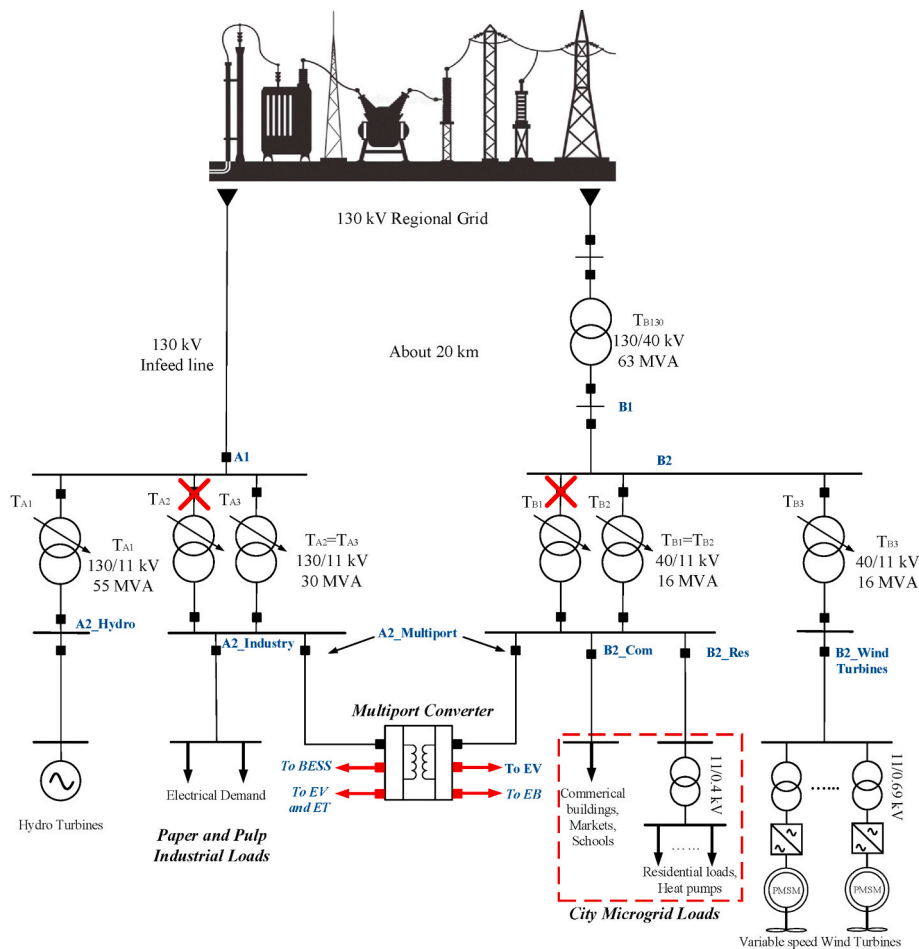 130 kV Regional Grid
130 kV
Infeed line
About 20 km
TB130
130/40 kV
63 MVA
B1
A1
B2
TA1
TA2
TA3
TB1
TB2
TB3
TA1
130/11 kV
55 MVA
TA2=TA3
130/11 kV
30 MVA
TB1=TB2
40/11 kV
16 MVA
TB3
40/11 kV
16 MVA
A2_Hydro
A2_Industry
A2_Multiport
B2_Com
B2_Res
B2_Wind
Turbines
Multiport Converter
To BESS
To EV
and ET
To EV
To EB
Hydro Turbines
Electrical Demand
Paper and Pulp
Industrial Loads
Commerical
buildings,
Markets,
Schools
11/0.4 kV
Residential loads,
Heat pumps
City Microgrid Loads
11/0.69 kV
PMSM
PMSM
Variable speed Wind Turbines